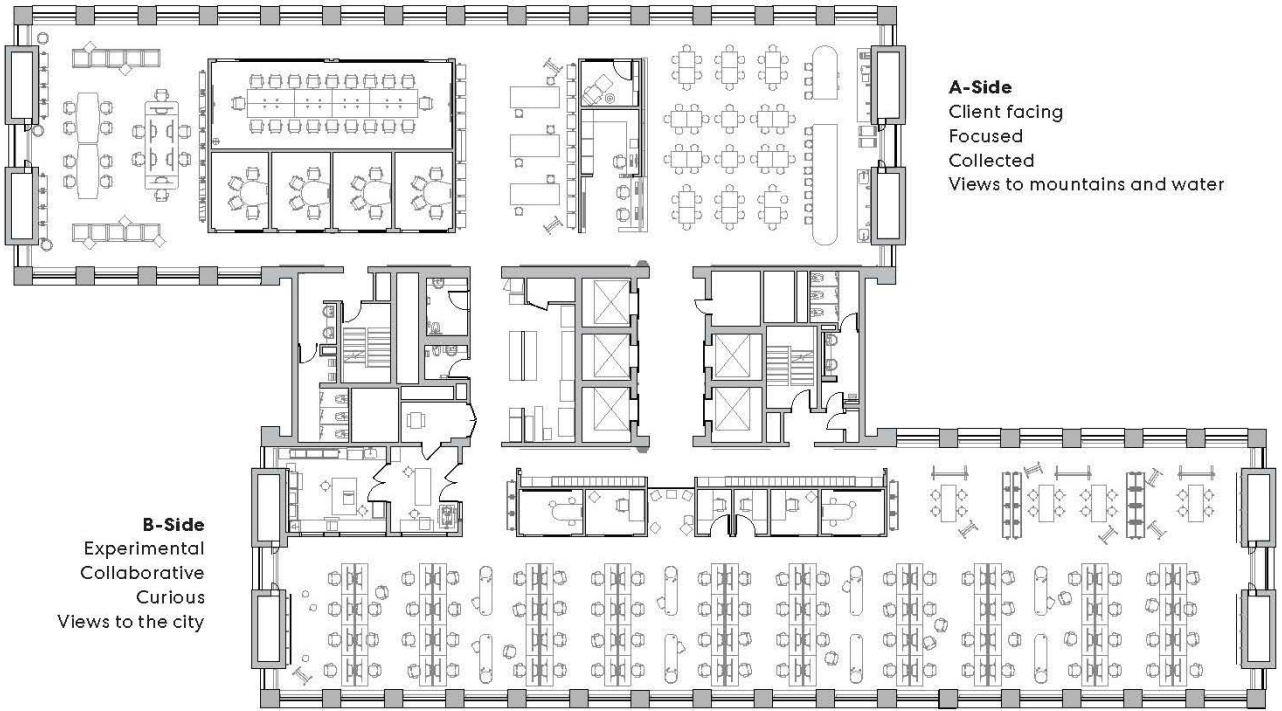 A-Side
Client facing
Focused
Collected
Views to mountains and water
B-Side
Experimental
Collaborative
Curious
Views to the city